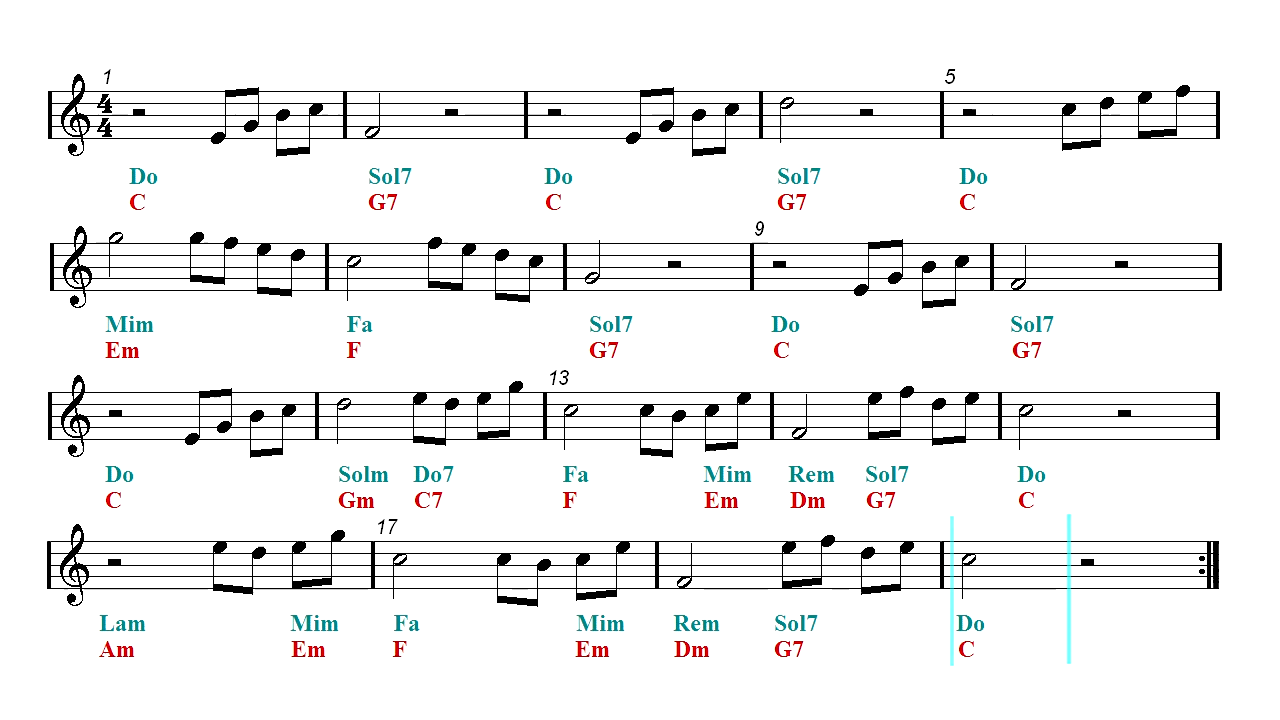 1 5
4
4
Do Sol7 Do Sol7 Do
C G7 C G7 C
9
Mim Fa Sol7 Do Sol7
Em F G7 C G7
13
Do Solm Do7 Fa Mim Rem Sol7 Do
C Gm C7 F Em Dm G7 C
17
Lam Mim Fa Mim Rem Sol7 Do
Am Em F Em Dm G7 C